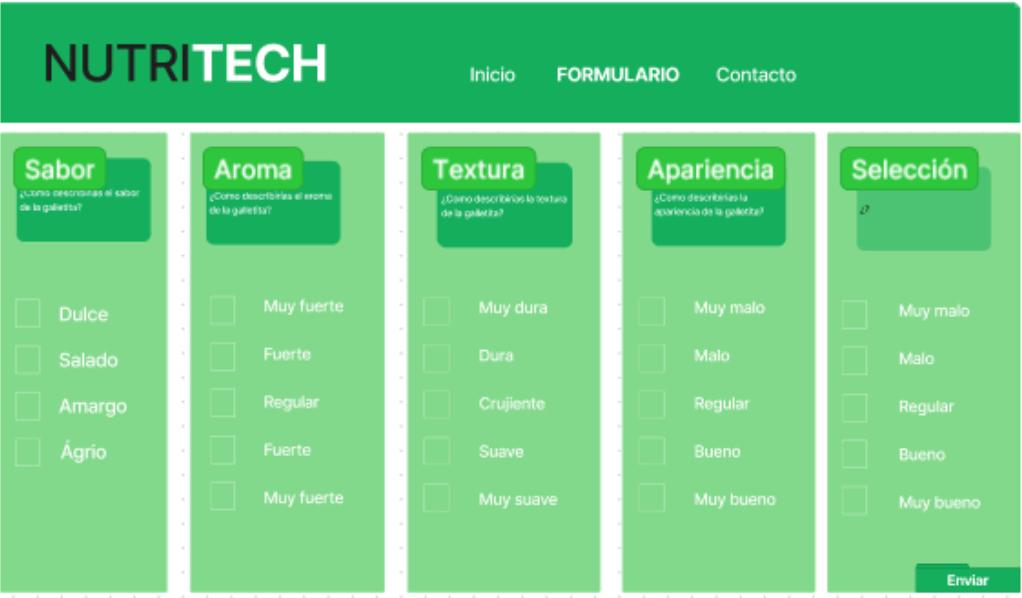 NUTRITECH
Inicio FORMULARIO Contacto
Sabor
¿Como describirias el sabor
de la galletita?
Dulce
Salado
Amargo
Ágrio
Aroma
¿Como describirias el aroma
de la galletita?
Muy fuerte
Fuerte
Regular
Fuerte
Muy fuerte
Textura
¿Como describirias la textura
de la galletita?
Muy dura
Dura
Crujiente
Suave
Muy suave
Apariencia
¿Como describirias la
apariencia de la galletita?
Muy malo
Malo
Regular
Bueno
Muy bueno
Selección
Muy malo
Malo
Regular
Bueno
Muy bueno
Enviar